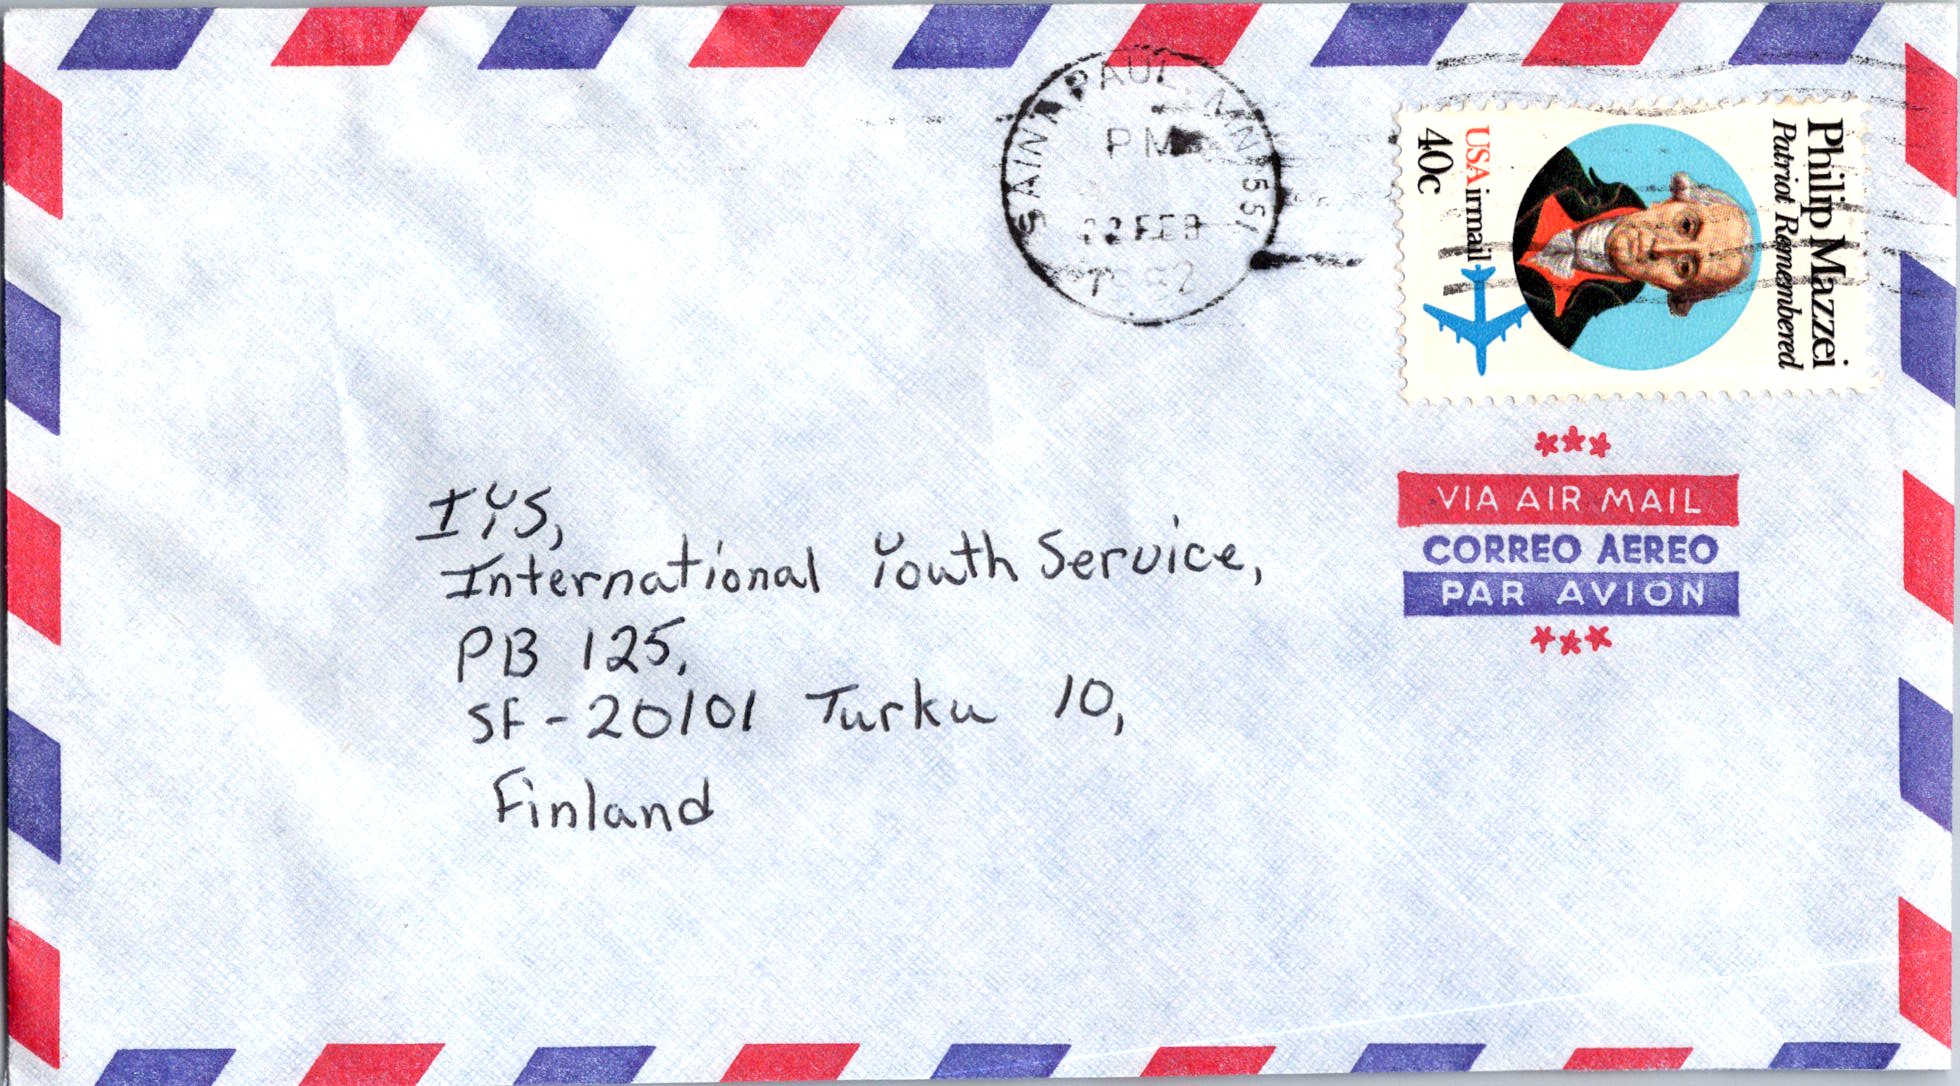 SAINT PAUL, MN 551
PM
22 FEB
Philip Mazzei
Patriot Remembered
USAirmail
40c
*** 
VIA AIR MAIL
CORREO AEREO
PAR AVION
***
IYS,
International Youth Service,
PB 125,
SF-20101 Turku 10,
Finland